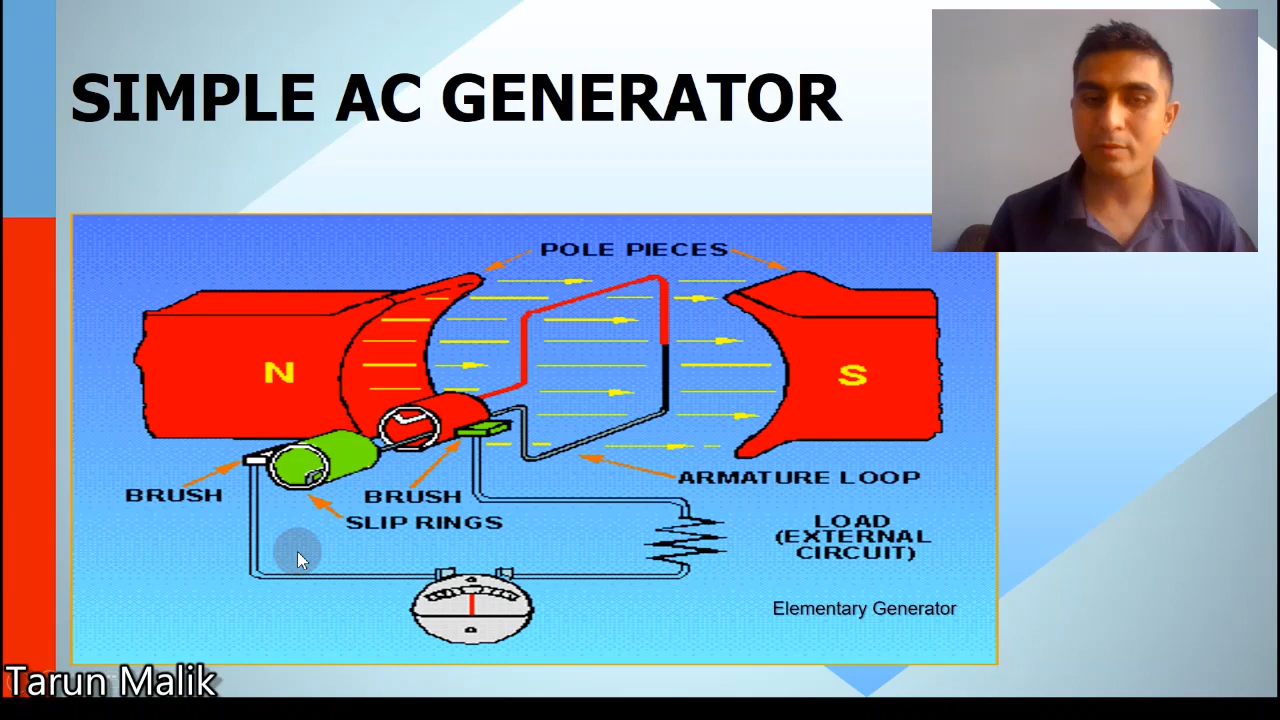 SIMPLE AC GENERATOR
POLE PIECES
N
S
BRUSH
BRUSH
SLIP RINGS
ARMATURE LOOP
LOAD
(EXTERNAL
CIRCUIT)
Elementary Generator
Tarun Malik